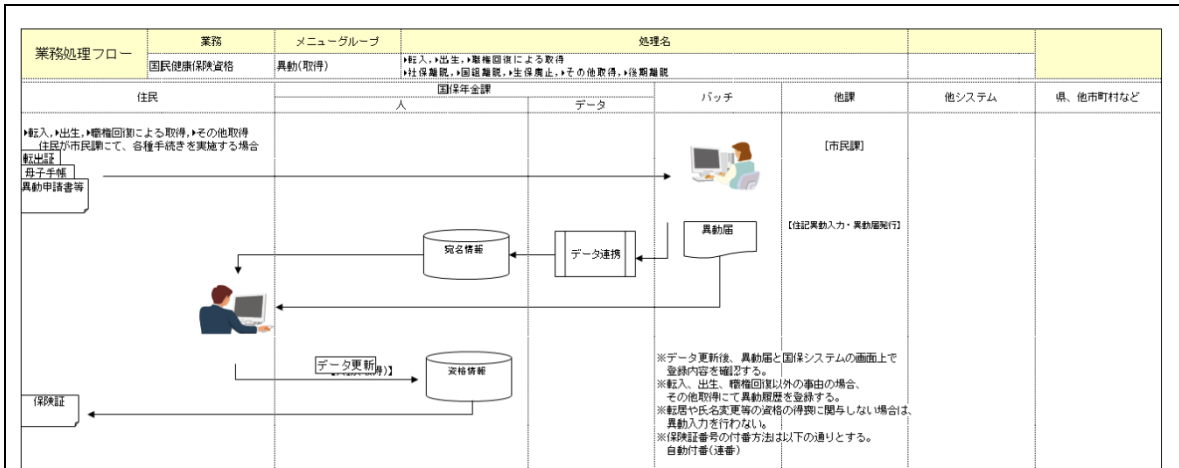 業務処理フロー
業務
メニューグループ
処理名
国民健康保険資格
異動(取得)
▶転入,▶出生,▶職権回復による取得
▶社保離脱,▶国組離脱,▶生保廃止,▶その他取得,▶後期離脱
住民
国保年金課
人
データ
バッチ
他課
他システム
県、他市町村など
▶転入,▶出生,▶職権回復による取得,▶その他取得
住民が市民課にて、各種手続きを実施する場合
転出証
母子手帳
異動申請書等
[市民課]
異動届
【住記異動入力・異動届発行】
宛名情報
データ連携
データ更新
得)】
資格情報
保険証
※データ更新後、異動届と国保システムの画面上で
登録内容を確認する。
※転入、出生、職権回復以外の事由の場合、
その他取得にて異動履歴を登録する。
※転居や氏名変更等の資格の得喪に関与しない場合は、
異動入力を行わない。
※保険証番号の付番方法は以下の通りとする。
自動付番(連番)